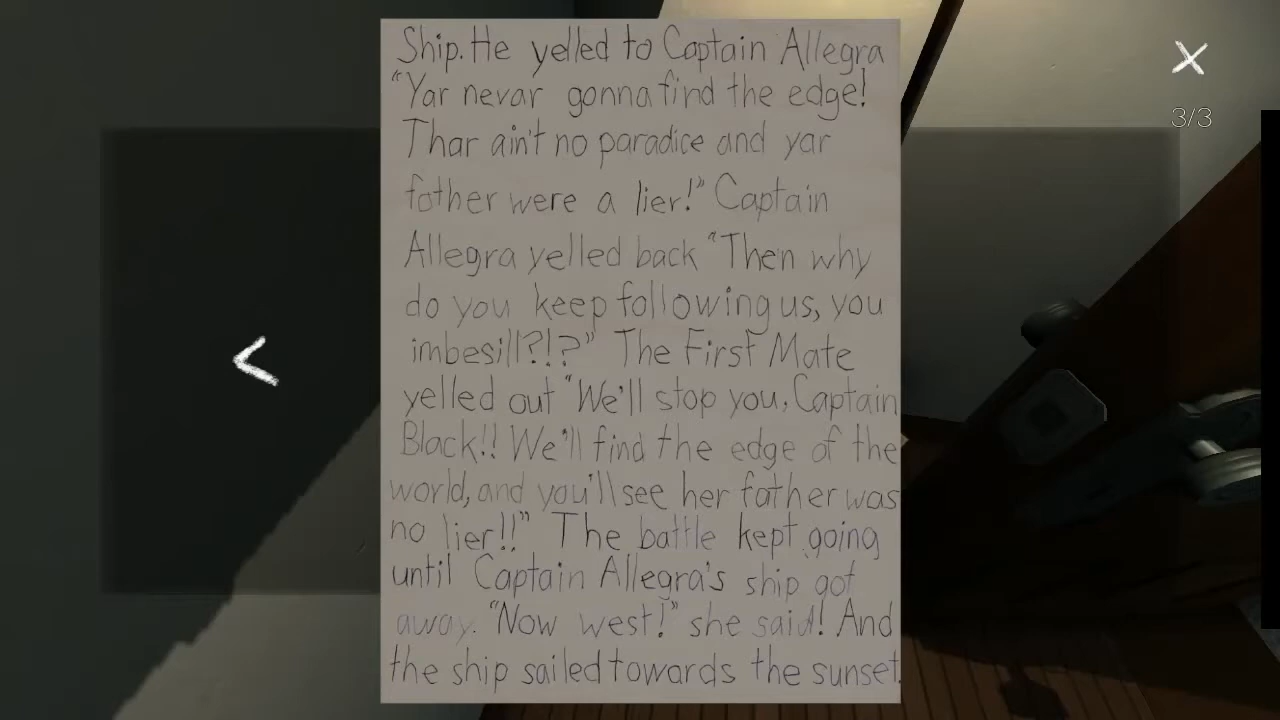 Ship. He yelled to Captain Allegra
"Yar nevar gonna find the edge!
Thar ain't no paradice and yar
father were a lier!" Captain
Allegra yelled back "Then why
do you keep following us, you
imbesill?!?" The First Mate
yelled out "We'll stop you, Captain
Black!! We'll find the edge of the
world, and you'll see her father was
no lier!!" The battle kept going
until Captain Allegra's ship got
away. "Now west!" she said! And
the ship sailed towards the sunset.
3/3